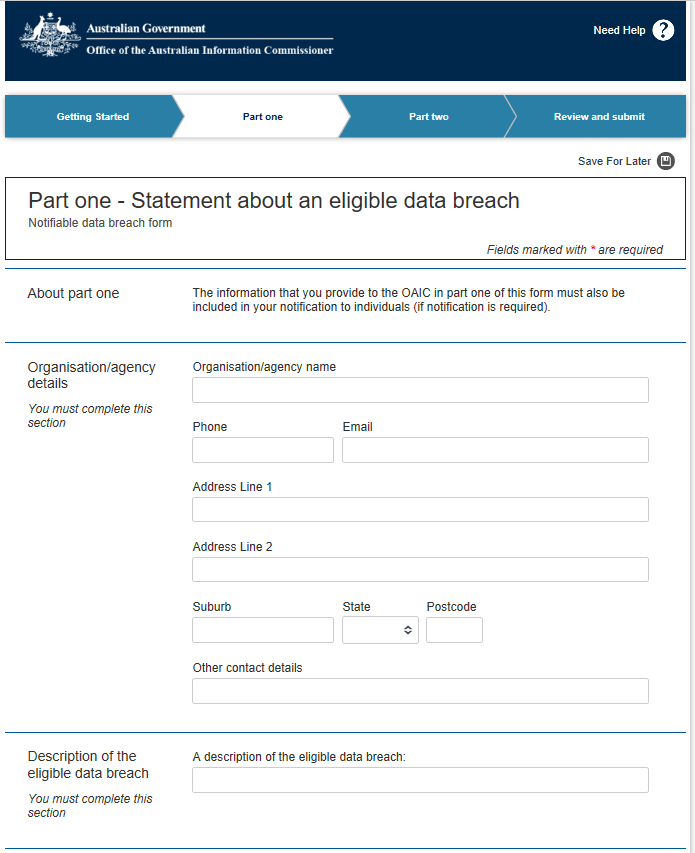 Australian Government
Office of the Australian Information Commissioner
Need Help ?
Getting Started
Part one
Part two
Review and submit
Save For Later
Part one - Statement about an eligible data breach
Notifiable data breach form
Fields marked with * are required
About part one
The information that you provide to the OAIC in part one of this form must also be
included in your notification to individuals (if notification is required).
Organisation/agency
details
You must complete this
section
Organisation/agency name
Phone
Email
Address Line 1
Address Line 2
Suburb
State
Postcode
Other contact details
Description of the
eligible data breach
You must complete this
section
A description of the eligible data breach: